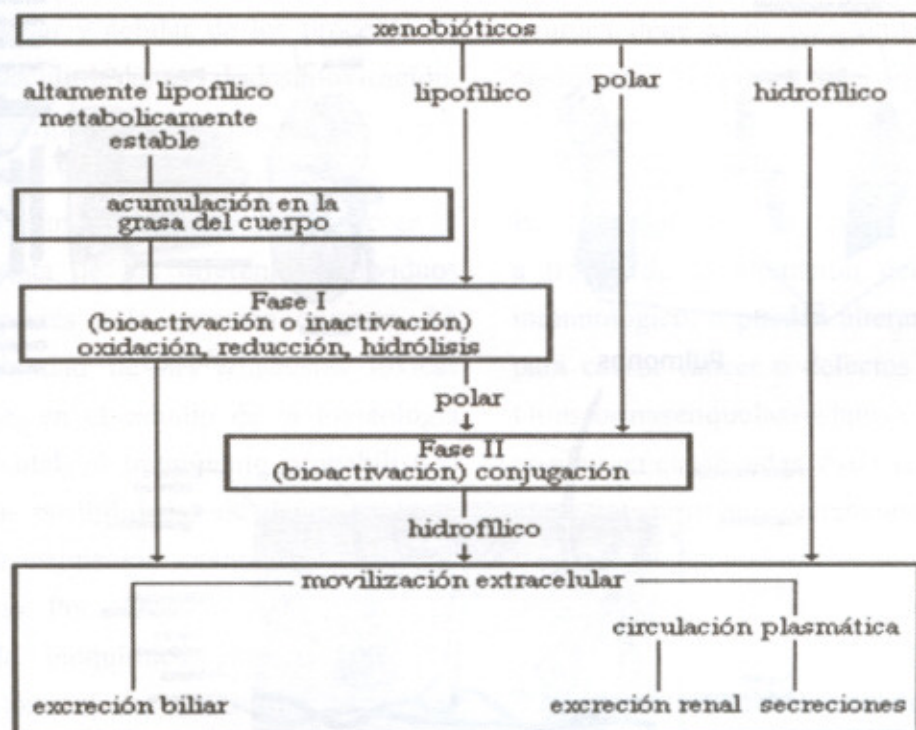 xenobióticos
altamente lipofílico
metabolicamente
estable
lipofílico
polar
hidrofílico
acumulación en la
grasa del cuerpo
Fase I
(bioactivación o inactivación)
oxidación, reducción, hidrólisis
polar
Fase II
(bioactivación) conjugación
hidrofílico
movilización extracelular
circulación plasmática
excreción biliar
excreción renal
secreciones